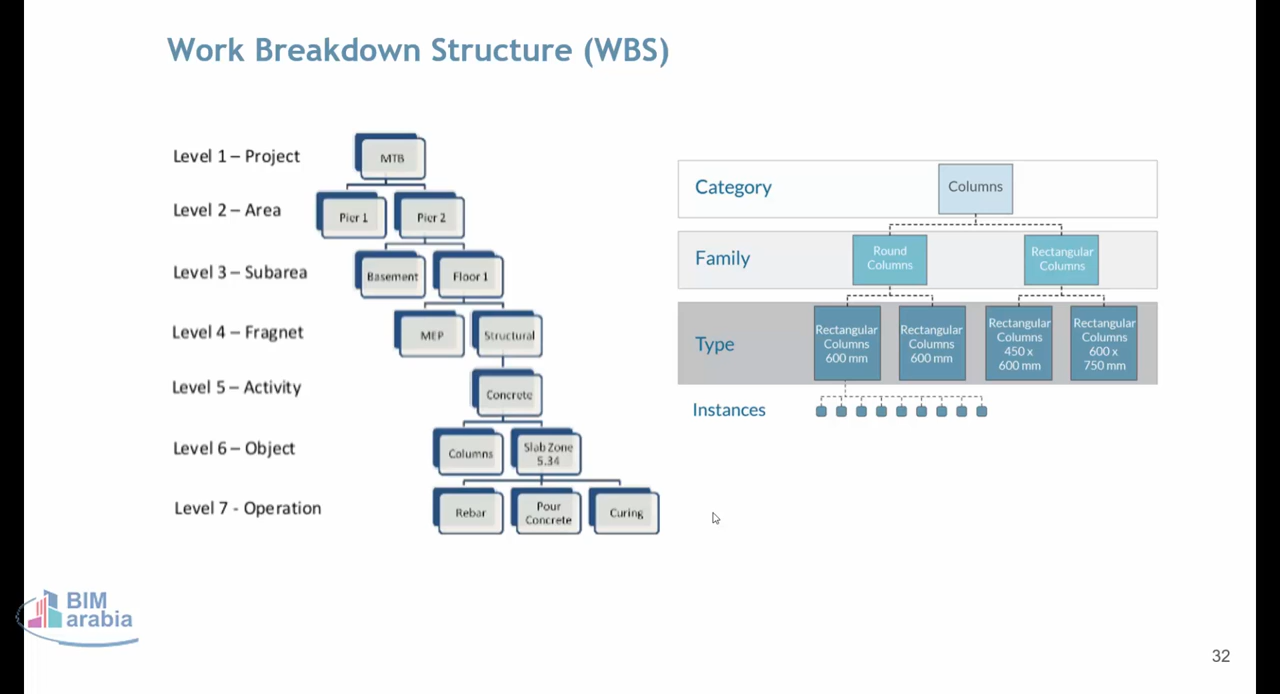 Work Breakdown Structure (WBS)
Level 1 – Project
MTB
Level 2 – Area
Pier 1
Pier 2
Level 3 – Subarea
Basement
Floor 1
Level 4 – Fragnet
MEP
Structural
Level 5 – Activity
Concrete
Level 6 – Object
Columns
Slab Zone
5.34
Level 7 - Operation
Rebar
Pour
Concrete
Curing
Category
Columns
Family
Round
Columns
Rectangular
Columns
Type
Rectangular
Columns
600 mm
Rectangular
Columns
600 mm
Rectangular
Columns
450 x
600 mm
Rectangular
Columns
600 x
750 mm
Instances
BIM
arabia
32